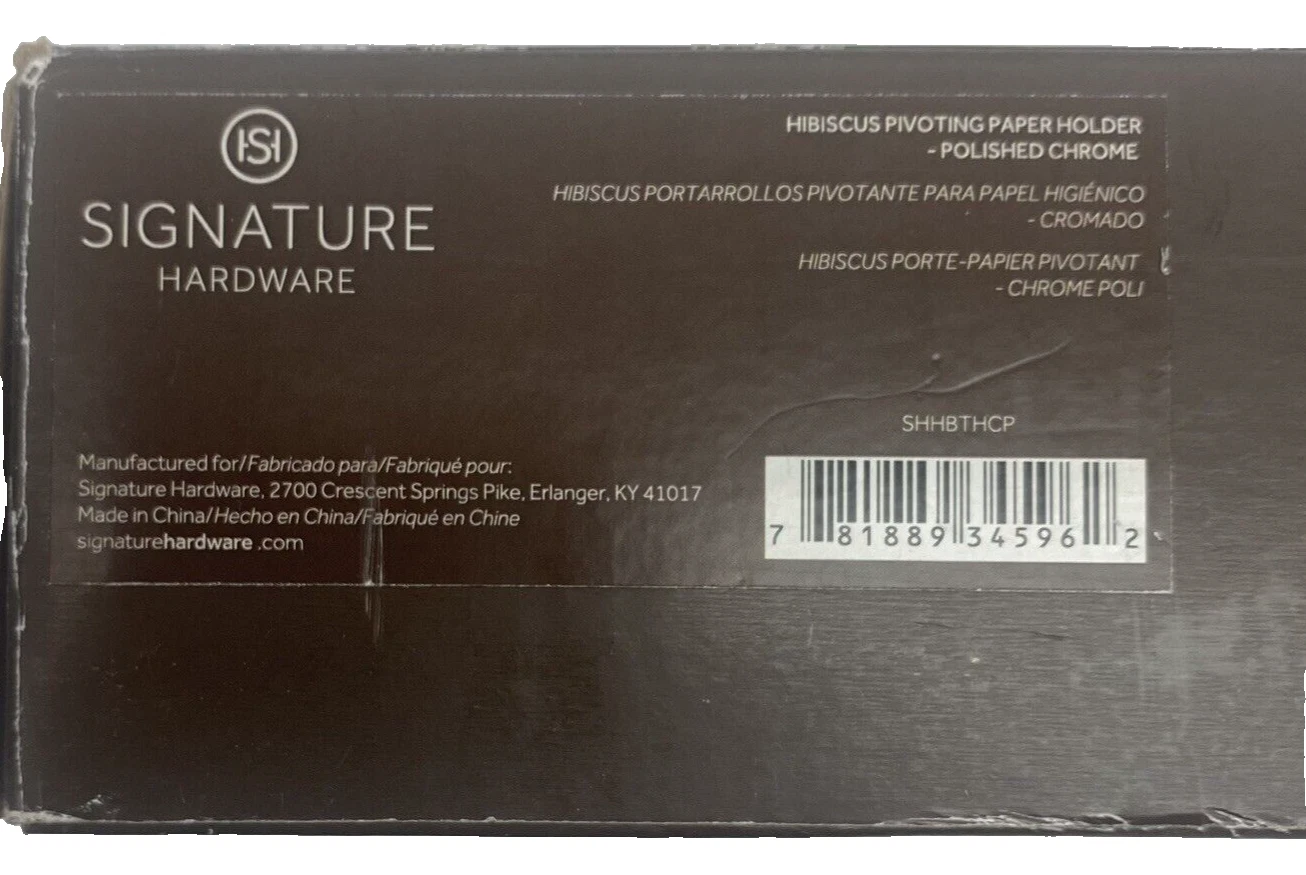 SIGNATURE
HARDWARE
HIBISCUS PIVOTING PAPER HOLDER
- POLISHED CHROME
HIBISCUS PORTARROLLOS PIVOTANTE PARA PAPEL HIGIÉNICO
- CROMADO
HIBISCUS PORTE-PAPIER PIVOTANT
- CHROME POLI
SHHBTHCP
7 81889 34596 2
Manufactured for/Fabricado para/Fabriqué pour:
Signature Hardware, 2700 Crescent Springs Pike, Erlanger, KY 41017
Made in China/Hecho en China/Fabriqué en Chine
signaturehardware .com